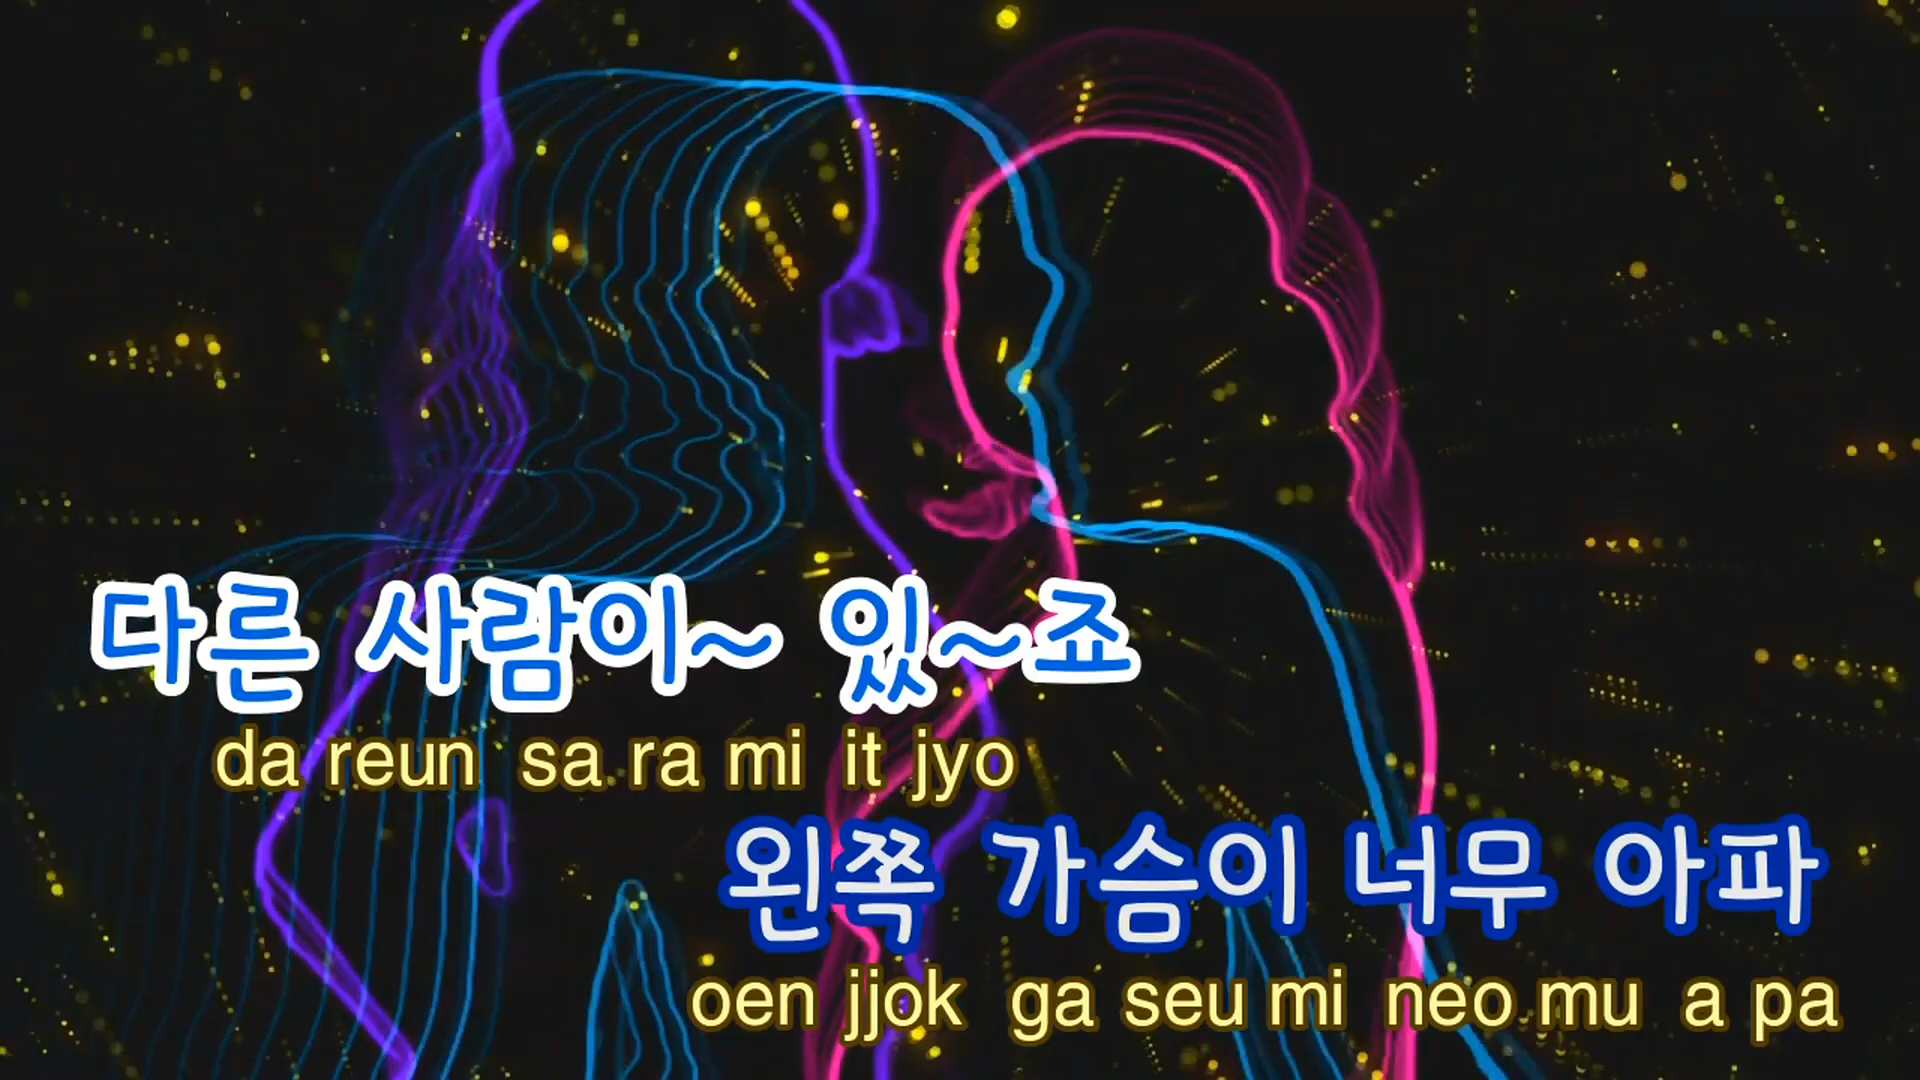 다른 사람이~ 있~죠
da reun sa ra mi it jyo
왼쪽 가슴이 너무 아파
oen jjok ga seu mi neo mu a pa